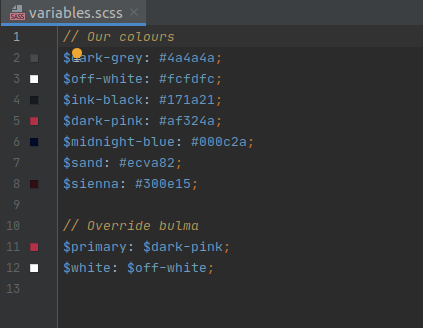 variables.scss
1 // Our colours
2 $dark-grey: #4a4a4a;
3 $off-white: #fcfdfc;
4 $ink-black: #171a21;
5 $dark-pink: #af324a;
6 $midnight-blue: #000c2a;
7 $sand: #ecva82;
8 $sienna: #300e15;
9
10 // Override bulma
11 $primary: $dark-pink;
12 $white: $off-white;
13